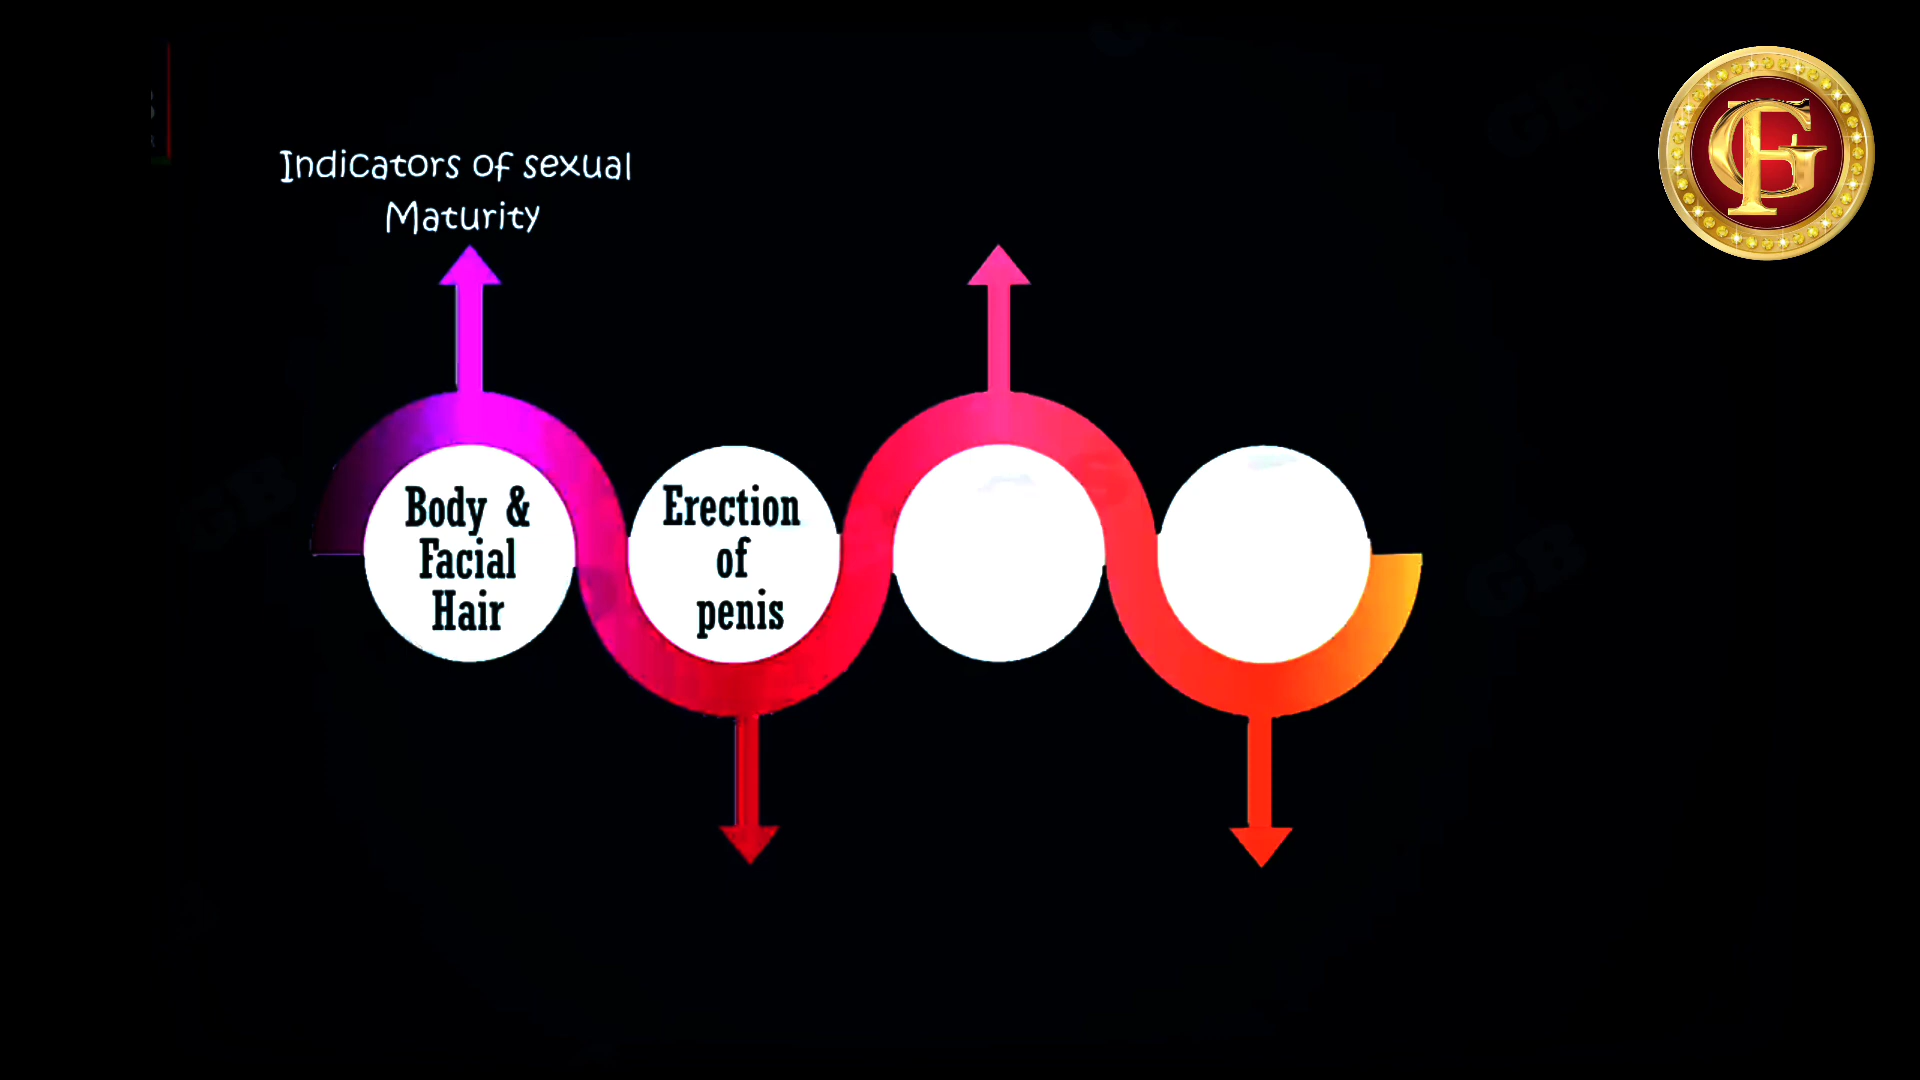 Indicators of sexual
Maturity
Body &
Facial
Hair
Erection
of
penis